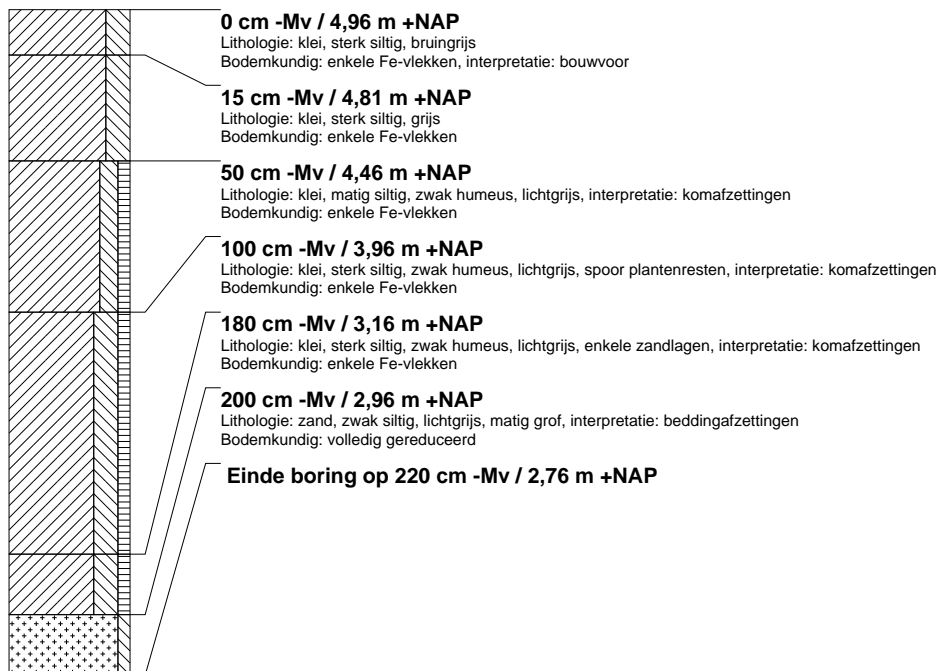 0 cm -Mv / 4,96 m +NAP
Lithologie: klei, sterk siltig, bruingrijs
Bodemkundig: enkele Fe-vlekken, interpretatie: bouwvoor
15 cm -Mv / 4,81 m +NAP
Lithologie: klei, sterk siltig, grijs
Bodemkundig: enkele Fe-vlekken
50 cm -Mv / 4,46 m +NAP
Lithologie: klei, matig siltig, zwak humeus, lichtgrijs, interpretatie: komafzettingen
Bodemkundig: enkele Fe-vlekken
100 cm -Mv / 3,96 m +NAP
Lithologie: klei, sterk siltig, zwak humeus, lichtgrijs, spoor plantenresten, interpretatie: komafzettingen
Bodemkundig: enkele Fe-vlekken
180 cm -Mv / 3,16 m +NAP
Lithologie: klei, sterk siltig, zwak humeus, lichtgrijs, enkele zandlagen, interpretatie: komafzettingen
Bodemkundig: enkele Fe-vlekken
200 cm -Mv / 2,96 m +NAP
Lithologie: zand, zwak siltig, lichtgrijs, matig grof, interpretatie: beddingafzettingen
Bodemkundig: volledig gereduceerd
Einde boring op 220 cm -Mv / 2,76 m +NAP